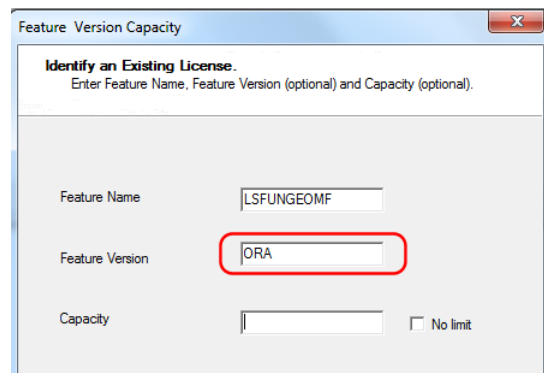 Feature Version Capacity
Identify an Existing License.
Enter Feature Name, Feature Version (optional) and Capacity (optional).
Feature Name LSFUNGEOMF
Feature Version ORA
Capacity No limit